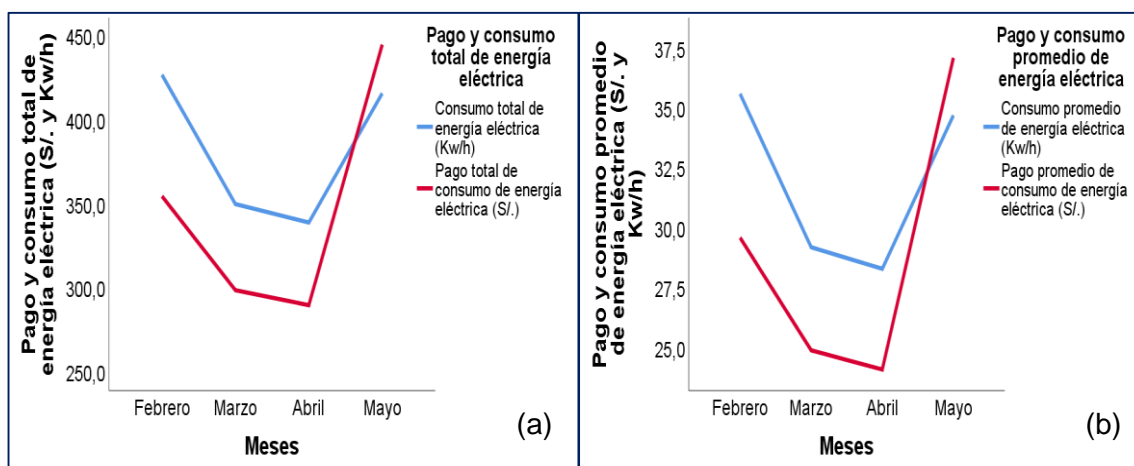 Pago y consumo total de
energía eléctrica (S/. y Kw/h)
450,0
400,0
350,0
300,0
250,0
Febrero Marzo Abril Mayo
Meses
Pago y consumo
total de energía
eléctrica
Consumo total de
energía eléctrica
(Kw/h)
Pago total de
consumo de energía
eléctrica (S/.)
(a)
Pago y consumo promedio
de energía eléctrica (S/. y
Kw/h)
37,5
35,0
32,5
30,0
27,5
25,0
Febrero Marzo Abril Mayo
Meses
Pago y consumo
promedio de
energía eléctrica
Consumo promedio
de energía eléctrica
(Kw/h)
Pago promedio de
consumo de energía
eléctrica (S/.)
(b)